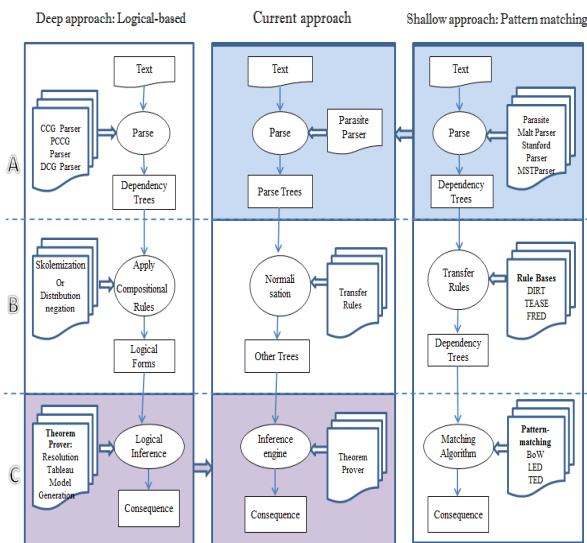 Deep approach: Logical-based
Current approach
Shallow approach: Pattern matching
A
Text
CCG Parser
PCCG
Parser
DCG Parser
Parse
Dependency
Trees
Text
Parse
Parasite
Parser
Parse Trees
Text
Parse
Parasite
Malt Parser
Stanford
Parser
MSTParser
Dependency
Trees
B
Skolemization
Or
Distribution
negation
Apply
Compositional
Rules
Logical
Forms
Normali
sation
Transfer
Rules
Other Trees
Transfer
Rules
Rule Bases
DIRT
TEASE
FRED
Dependency
Trees
C
Theorem
Prover:
Resolution
Tableau
Model
Generation
Logical
Inference
Consequence
Inference
engine
Theorem
Prover
Consequence
Matching
Algorithm
Pattern-
matching
BoW
LED
TED
Consequence